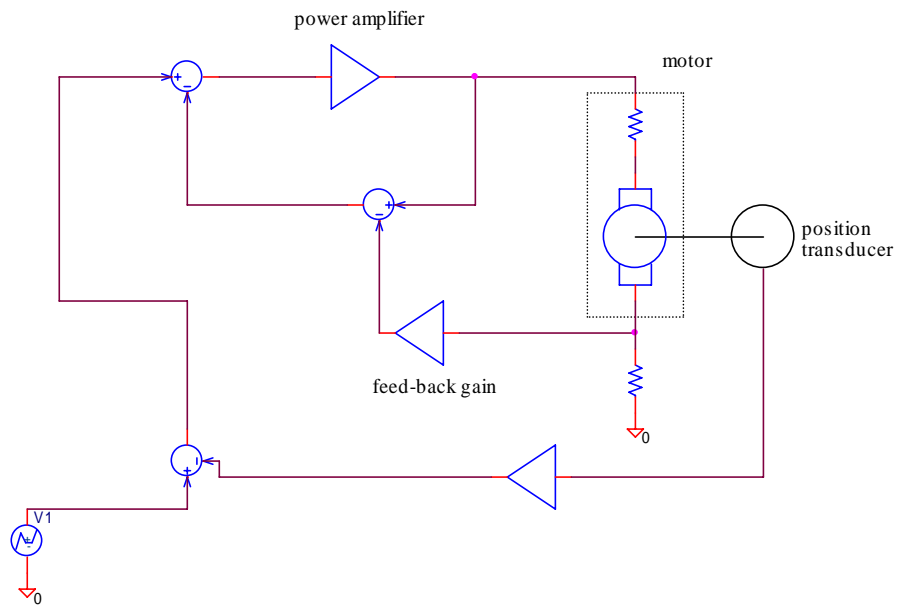 power amplifier
motor
position
transducer
feed-back gain
0
V1
0